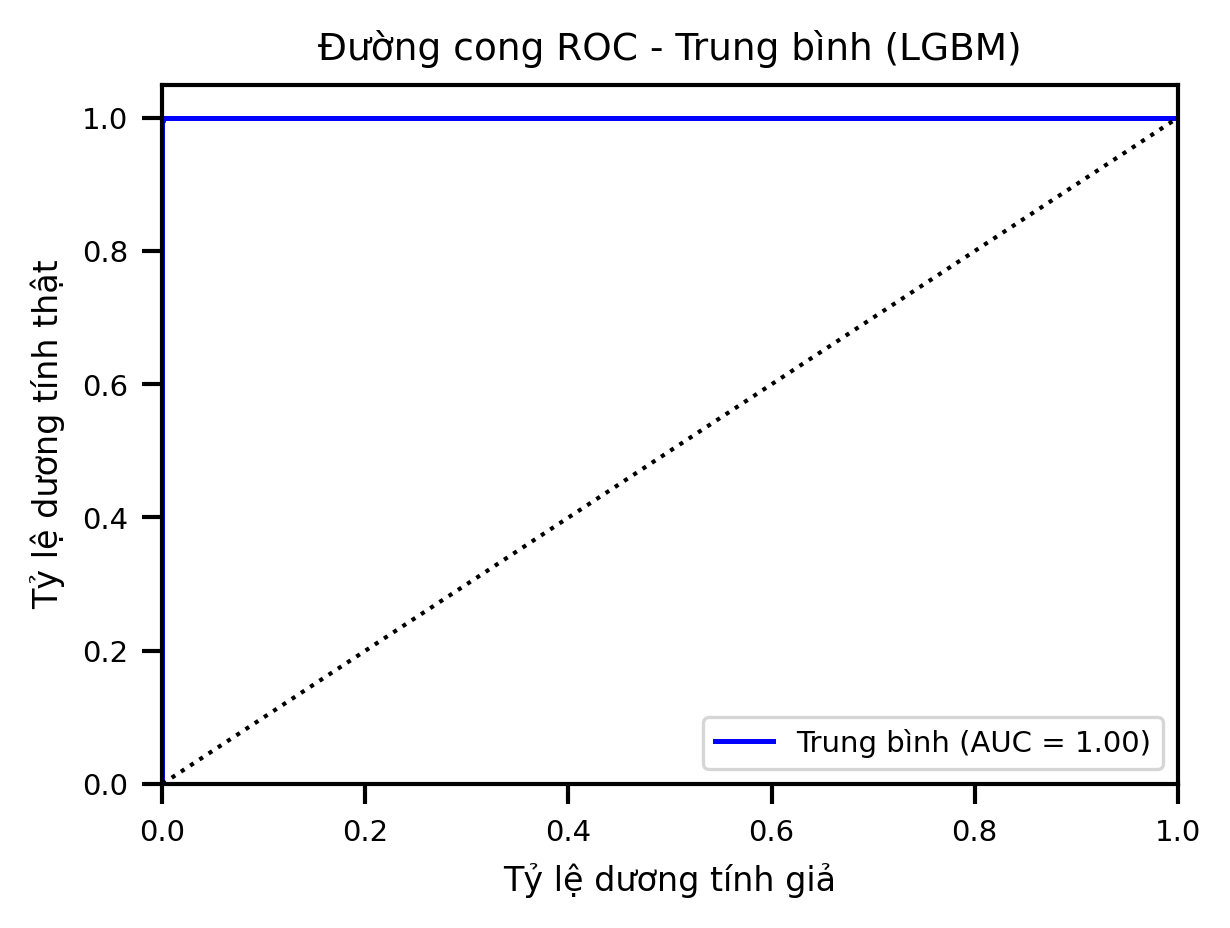 Đường cong ROC - Trung bình (LGBM)
Tỷ lệ dương tính thật
1.0
0.8
0.6
0.4
0.2
0.0
Trung bình (AUC = 1.00)
0.0 0.2 0.4 0.6 0.8 1.0
Tỷ lệ dương tính giả